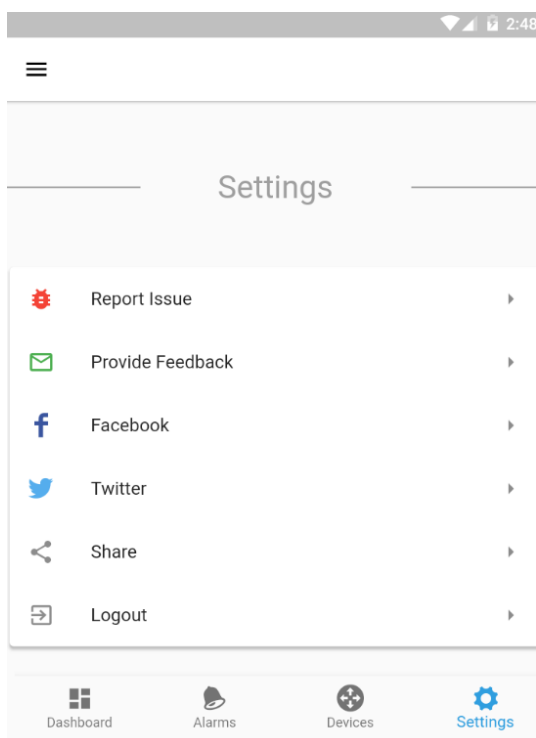 2:48
Settings
Report Issue
Provide Feedback
Facebook
Twitter
Share
Logout
Dashboard
Alarms
Devices
Settings